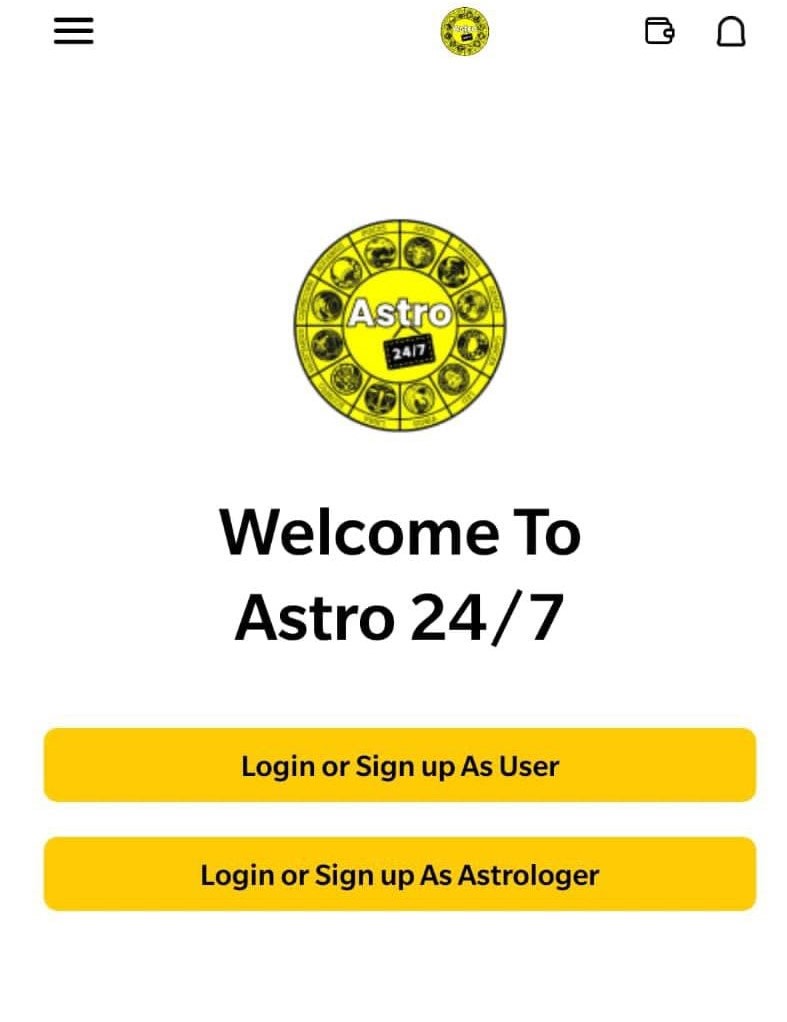 Astro
24/7
Welcome To
Astro 24/7
Login or Sign up As User
Login or Sign up As Astrologer